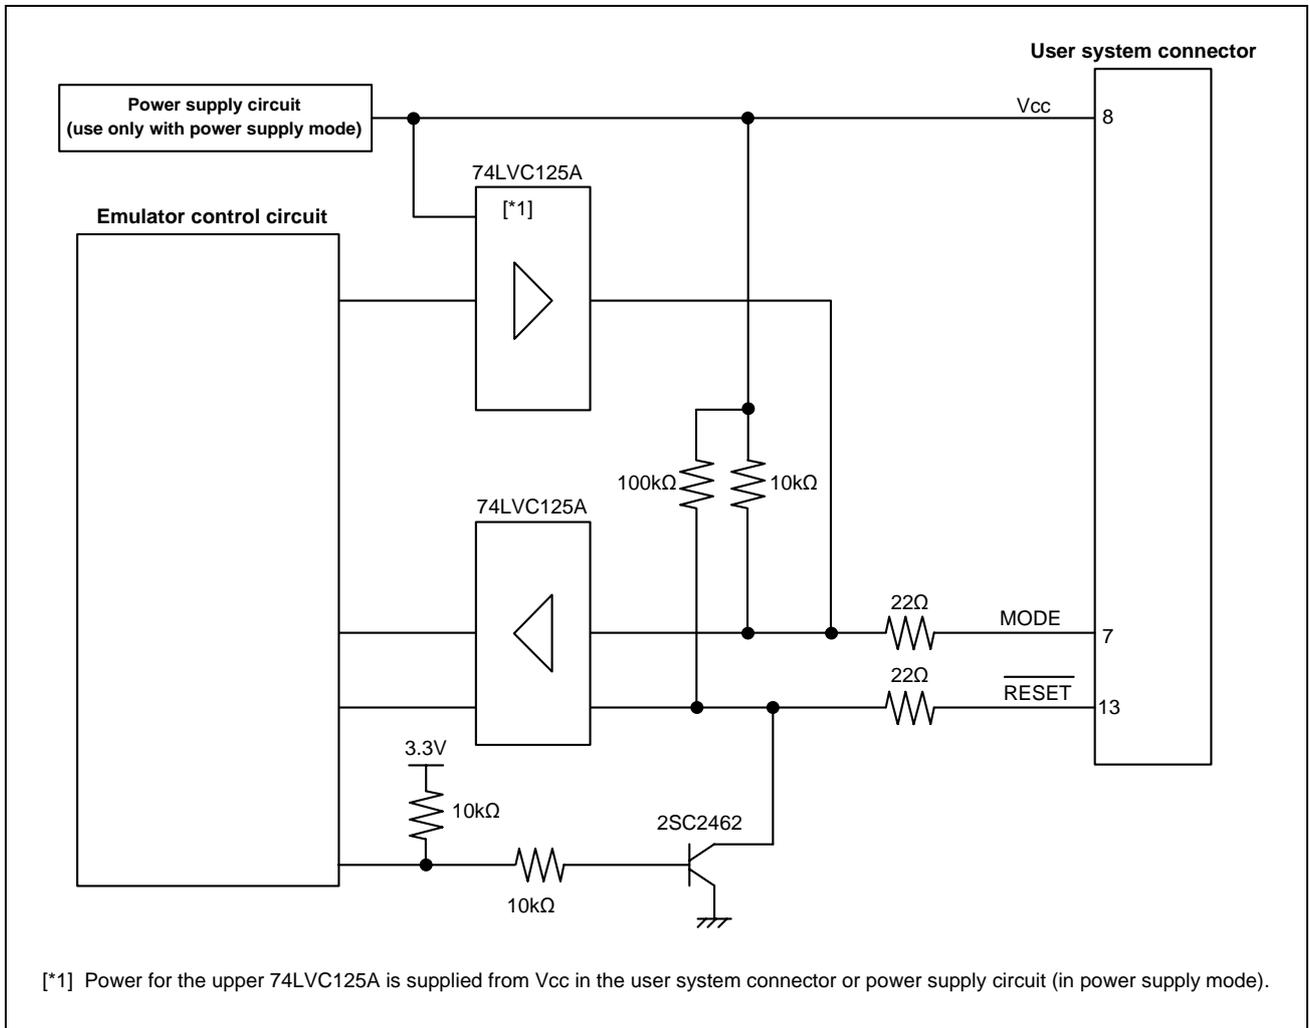 User system connector
Power supply circuit
(use only with power supply mode)
Vcc
8
74LVC125A
[*1]
Emulator control circuit
100kΩ
10kΩ
74LVC125A
22Ω
MODE
7
22Ω
RESET
13
3.3V
10kΩ
2SC2462
10kΩ
[*1] Power for the upper 74LVC125A is supplied from Vcc in the user system connector or power supply circuit (in power supply mode).